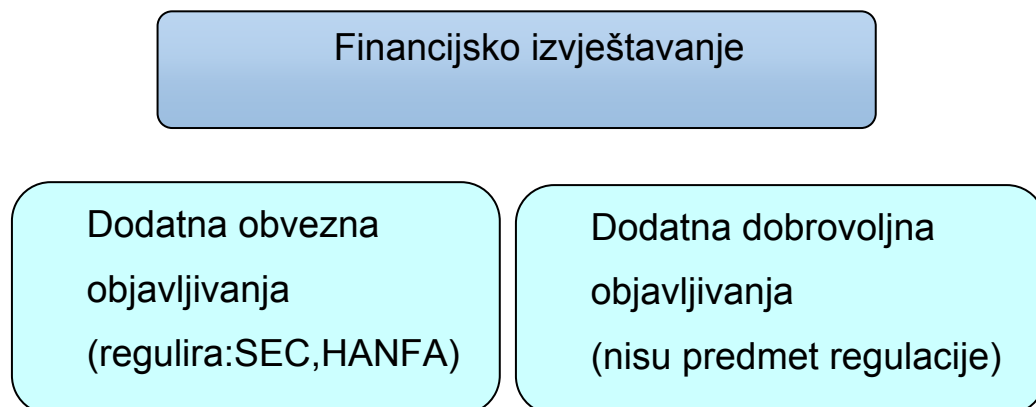 Financijsko izvještavanje
Dodatna obvezna
objavljivanja
(regulira:SEC,HANFA)
Dodatna dobrovoljna
objavljivanja
(nisu predmet regulacije)